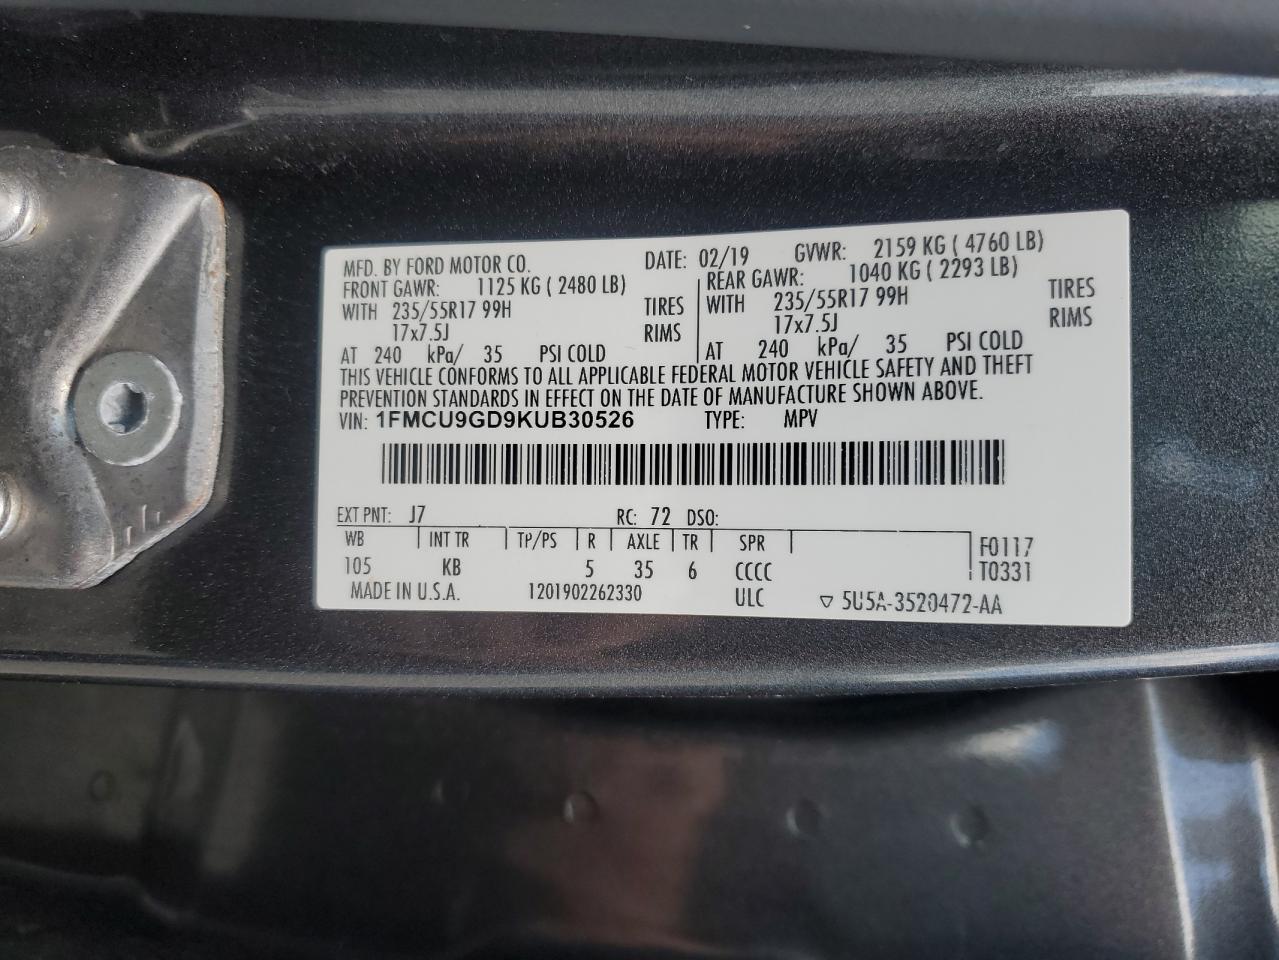 MFD. BY FORD MOTOR CO. DATE: 02/19 GVWR: 2159 KG ( 4760 LB)
FRONT GAWR: 1125 KG ( 2480 LB) REAR GAWR: 1040 KG ( 2293 LB)
WITH 235/55R17 99H TIRES WITH 235/55R17 99H TIRES
17x7.5J RIMS 17x7.5J RIMS
AT 240 kPa/ 35 PSI COLD AT 240 kPa/ 35 PSI COLD
THIS VEHICLE CONFORMS TO ALL APPLICABLE FEDERAL MOTOR VEHICLE SAFETY AND THEFT
PREVENTION STANDARDS IN EFFECT ON THE DATE OF MANUFACTURE SHOWN ABOVE.
VIN: 1FMCU9GD9KUB30526 TYPE: MPV
EXT PNT: J7 RC: 72 DSO:
WB INT TR TP/PS R AXLE TR SPR F0117
105 KB 5 35 6 CCCC T0331
MADE IN U.S.A. 1201902262330 ULC ▽ 5U5A-3520472-AA